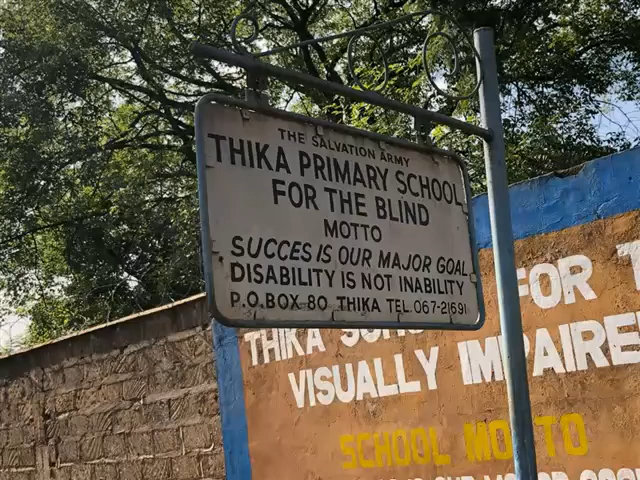 THE SALVATION ARMY
THIKA PRIMARY SCHOOL
FOR THE BLIND
MOTTO
SUCCES IS OUR MAJOR GOAL
DISABILITY IS NOT INABILITY
P.O.BOX 80 THIKA TEL.067-21691
THIKA FOR
VISUALLY IMPAIRE
SCHOOL MOTTO